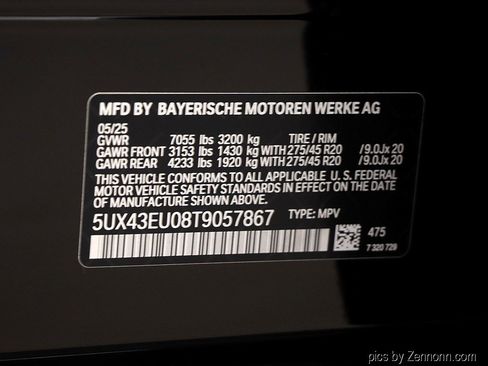 MFD BY BAYERISCHE MOTOREN WERKE AG
05/25
GVWR 7055 lbs 3200 kg TIRE / RIM
GAWR FRONT 3153 lbs 1430 kg WITH 275/45 R20 /9.0Jx 20
GAWR REAR 4233 lbs 1920 kg WITH 275/45 R20 /9.0Jx 20
THIS VEHICLE CONFORMS TO ALL APPLICABLE U. S. FEDERAL
MOTOR VEHICLE SAFETY STANDARDS IN EFFECT ON THE DATE
OF MANUFACTURE SHOWN ABOVE.
5UX43EU08T9057867 TYPE: MPV
475
7 320 729
pics by Zennonn.com